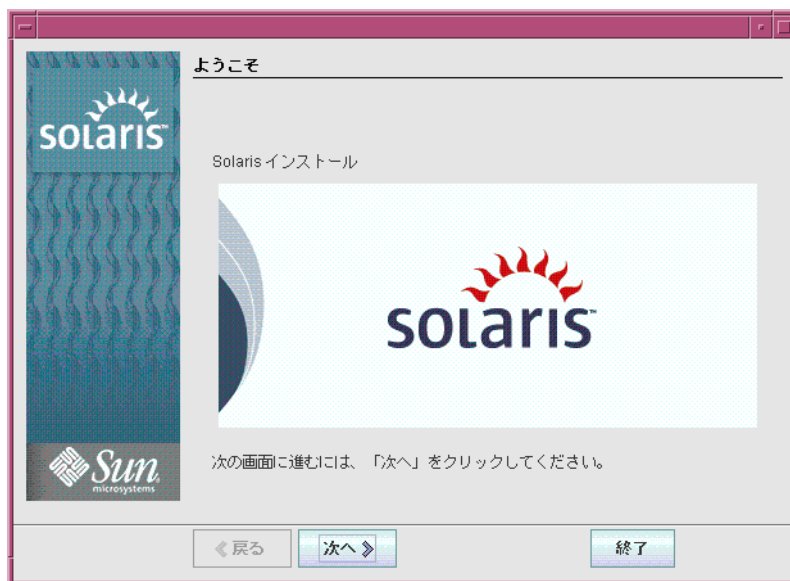 ようこそ
solaris™
Solaris インストール
solaris™
次の画面に進むには、「次へ」をクリックしてください。
Sun
microsystems
戻る
次へ
終了